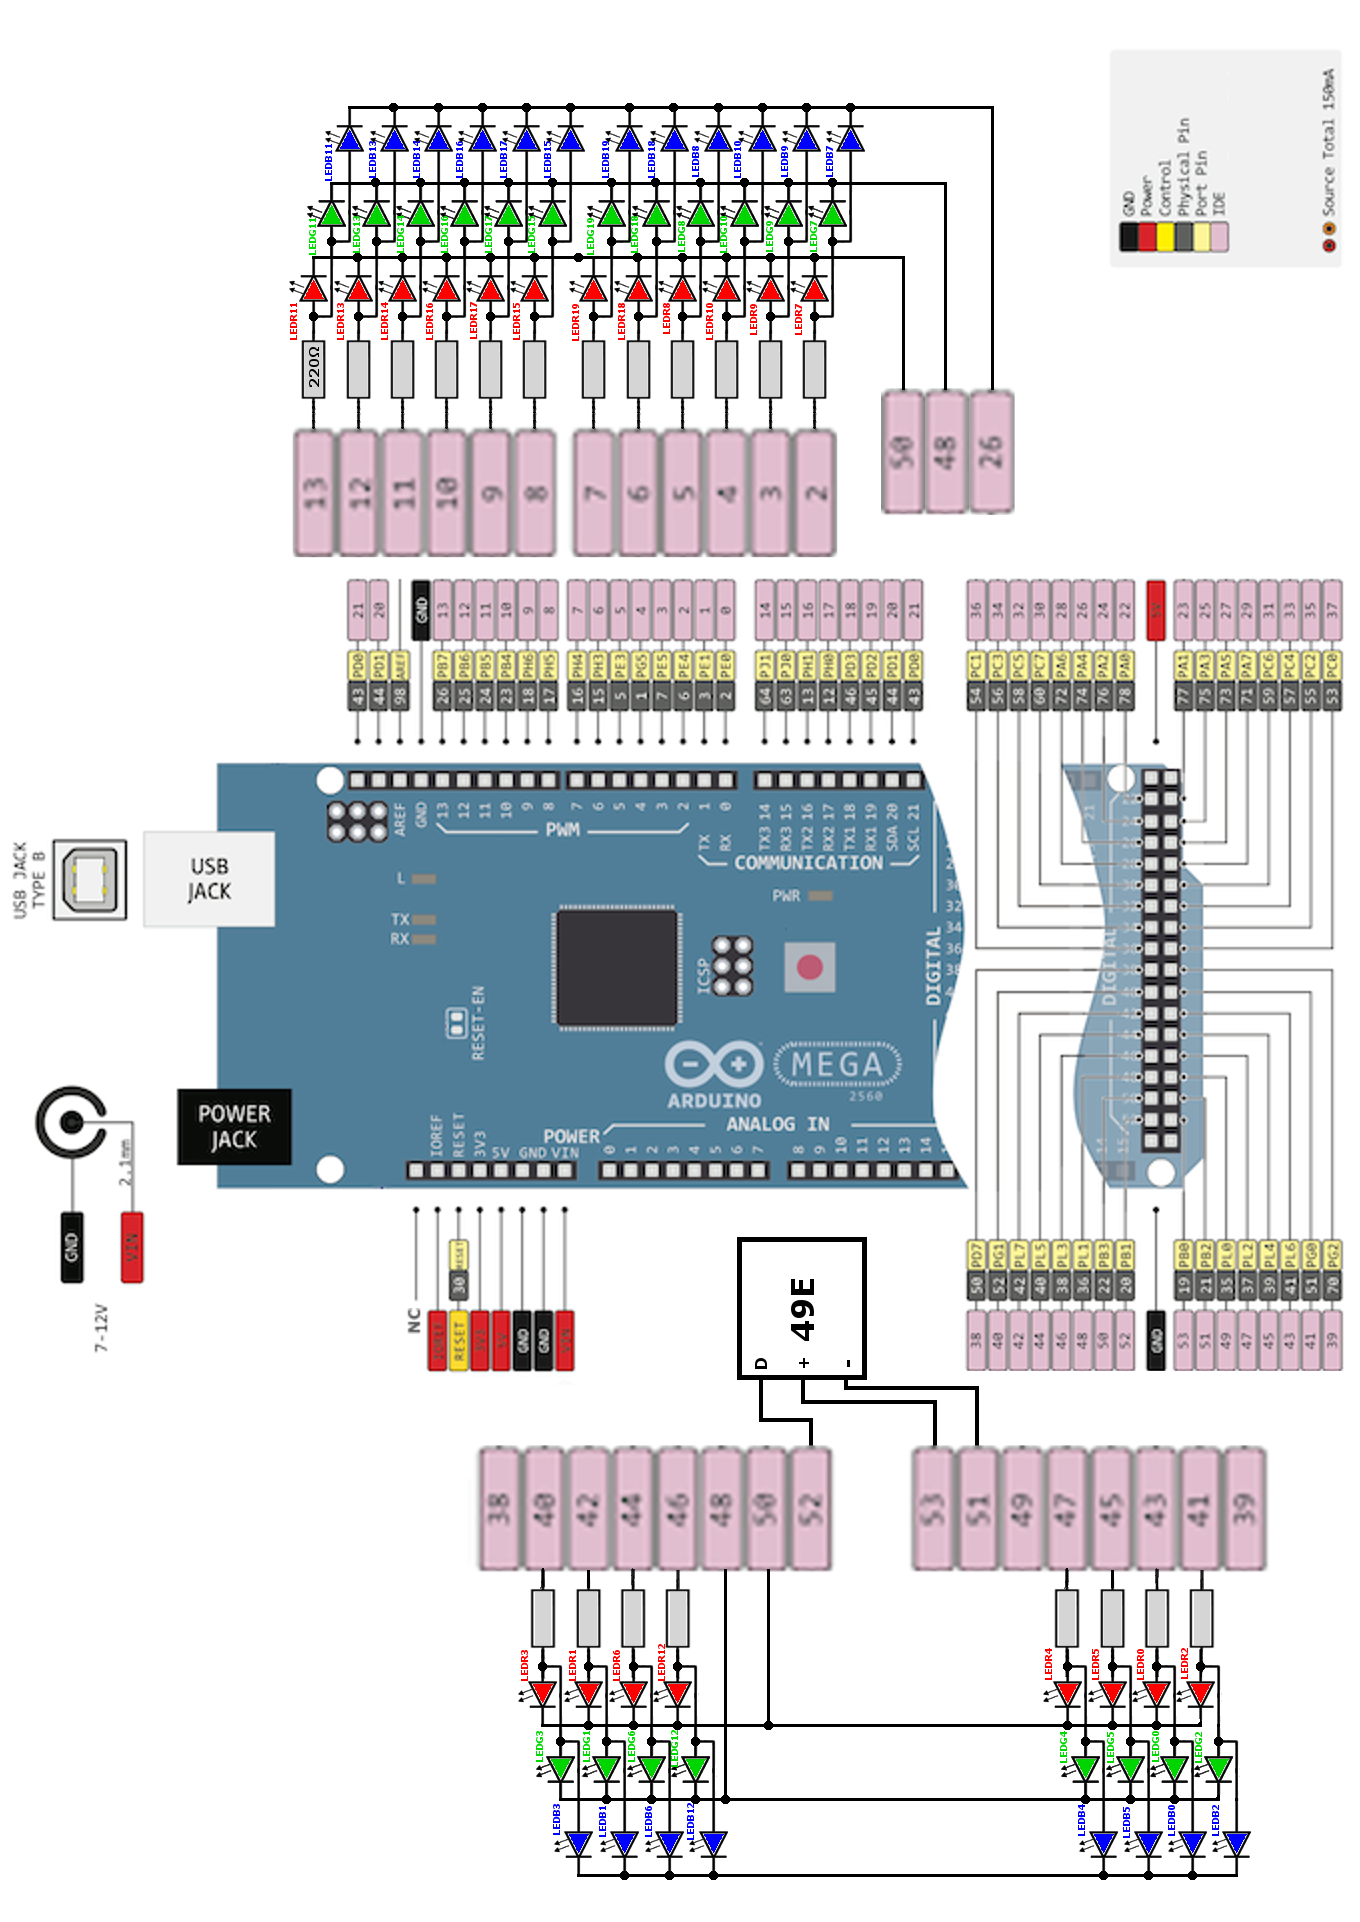 GND
Power
Control
Physical Pin
Port Pin
IDE
Source Total 150mA
LEDB11
LEDB13
LEDB14
LEDB16
LEDB17
LEDB15
LEDB19
LEDB18
LEDB8
LEDB10
LEDB9
LEDB7
LEDG11
LEDG13
LEDG14
LEDG16
LEDG17
LEDG15
LEDG19
LEDG18
LEDG8
LEDG10
LEDG9
LEDG7
LEDR11
LEDR13
LEDR14
LEDR16
LEDR17
LEDR15
LEDR19
LEDR18
LEDR8
LEDR10
LEDR9
LEDR7
220Ω
13 12 11 10 9 8
7 6 5 4 3 2
50 48 26
21 20 GND 13 12 11 10 9 8
7 6 5 4 3 2 1 0
14 15 16 17 18 19 20 21
36 34 32 30 28 26 24 22
5V
23 25 27 29 31 33 35 37
PD0 PD1 AREF PB7 PB6 PB5 PB4 PH6 PH5
PH4 PH3 PE3 PG5 PE5 PE4 PE1 PE0
PJ1 PJ0 PH1 PH0 PD3 PD2 PD1 PD0
PC1 PC3 PC5 PC7 PA6 PA4 PA2 PA0
PA1 PA3 PA5 PA7 PC6 PC4 PC2 PC0
43 44 98 26 25 24 23 18 17
16 15 5 1 7 6 3 2
64 63 13 12 46 45 44 43
54 56 58 60 72 74 76 78
77 75 73 71 59 57 55 53
AREF
GND
13 12 11 10 9 8
7 6 5 4 3 2
PWM
TX 1
RX 0
TX3 14
RX3 15
TX2 16
RX2 17
TX1 18
RX1 19
SDA 20
SCL 21
COMMUNICATION
21
USB JACK
TYPE B
USB
JACK
L
TX
RX
PWR
ICSP
RESET-EN
DIGITAL
32
34
36
38
DIGITAL
ARDUINO
MEGA
2560
POWER
JACK
2.1mm
GND
VIN
7-12V
POWER
ANALOG IN
IOREF
RESET
3V3
5V
GND
VIN
0 1 2 3 4 5 6 7
8 9 10 11 12 13 14
14
15
NC
IOREF
RESET
30
RESET
3V3
5V
GND
GND
VIN
49E
D + -
PD7 PG1 PL7 PL5 PL3 PL1 PB3 PB1
PB0 PB2 PL0 PL2 PL4 PL6 PG0 PG2
50 52 42 40 38 36 22 20
19 21 35 37 39 41 51 70
38 40 42 44 46 48 50 52
GND
53 51 49 47 45 43 41 39
38 40 42 44 46 48 50 52
53 51 49 47 45 43 41 39
LEDR3
LEDR1
LEDR6
LEDR12
LEDR4
LEDR5
LEDR0
LEDR2
LEDG3
LEDG1
LEDG6
LEDG12
LEDG4
LEDG5
LEDG0
LEDG2
LEDB3
LEDB1
LEDB6
LEDB12
LEDB4
LEDB5
LEDB0
LEDB2